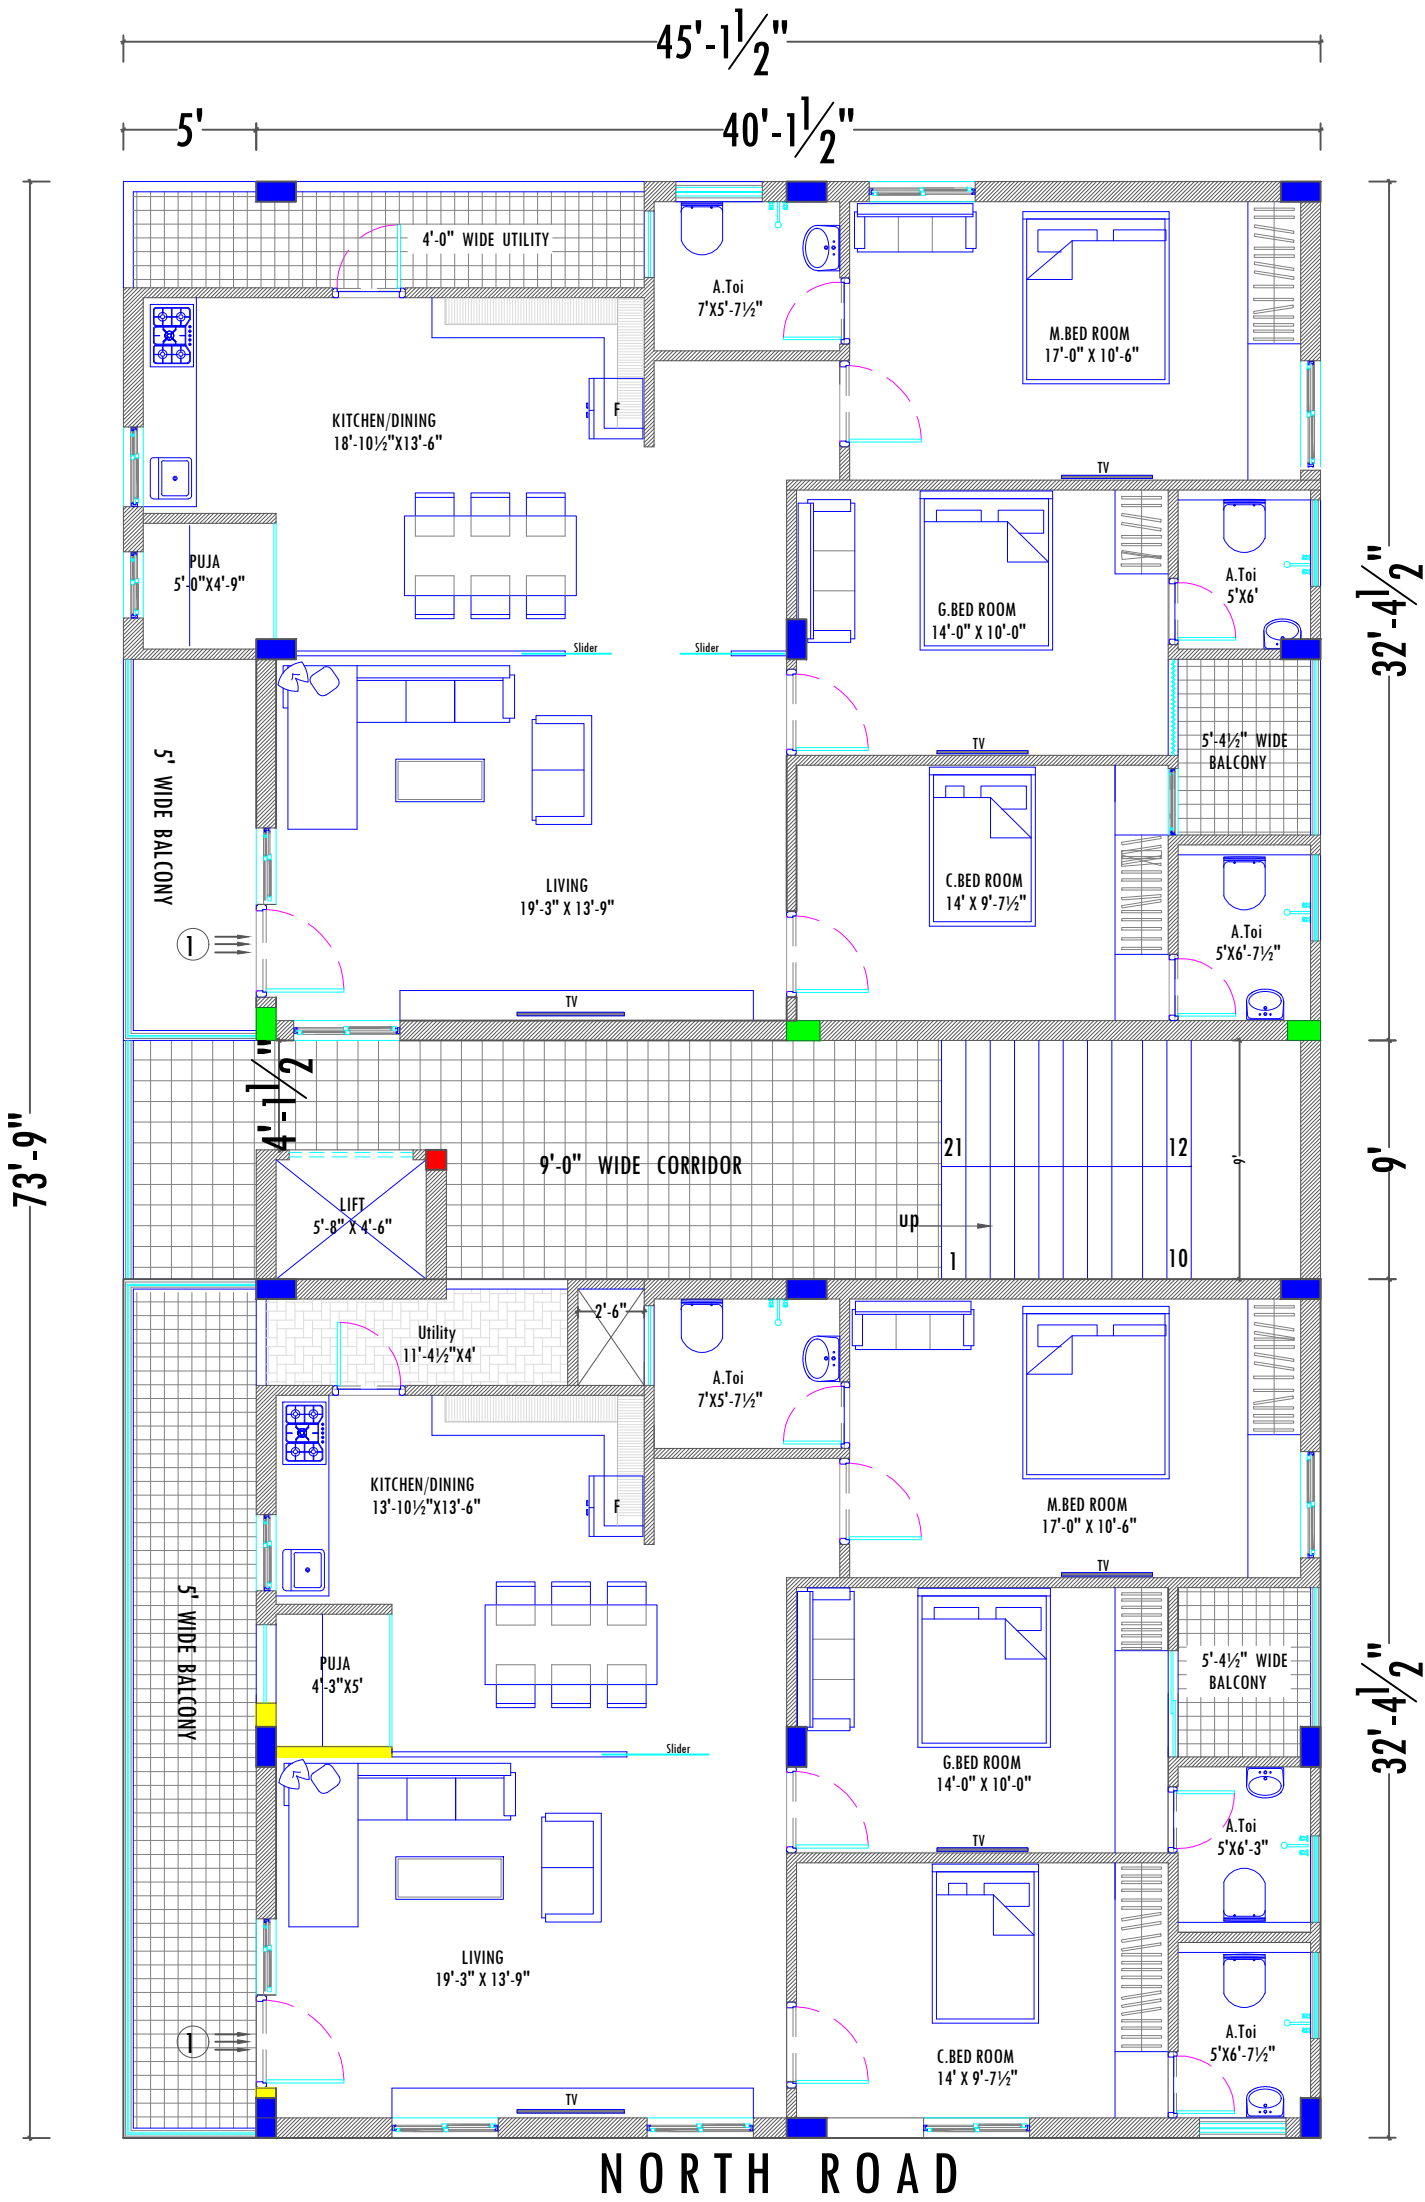 45'-1½"
5'
40'-1½"
4'-0" WIDE UTILITY
A.Toi
7'X5'-7½"
M.BED ROOM
17'-0" X 10'-6"
KITCHEN/DINING
18'-10½"X13'-6"
F
TV
PUJA
5'-0"X4'-9"
G.BED ROOM
14'-0" X 10'-0"
A.Toi
5'X6'
32'-4½"
Slider
Slider
5' WIDE BALCONY
TV
5'-4½" WIDE
BALCONY
LIVING
19'-3" X 13'-9"
C.BED ROOM
14' X 9'-7½"
A.Toi
5'X6'-7½"
1
TV
4'-1½"
73'-9"
9'-0" WIDE CORRIDOR
21
12
9'
9'
LIFT
5'-8" X 4'-6"
up
1
10
2'-6"
Utility
11'-4½"X4'
A.Toi
7'X5'-7½"
KITCHEN/DINING
13'-10½"X13'-6"
F
M.BED ROOM
17'-0" X 10'-6"
TV
5' WIDE BALCONY
PUJA
4'-3"X5'
5'-4½" WIDE
BALCONY
32'-4½"
Slider
G.BED ROOM
14'-0" X 10'-0
TV
A.Toi
5'X6'-3"
LIVING
19'-3" X 13'-9"
1
C.BED ROOM
14' X 9'-7½"
A.Toi
5'X6'-7½"
TV
NORTH ROAD